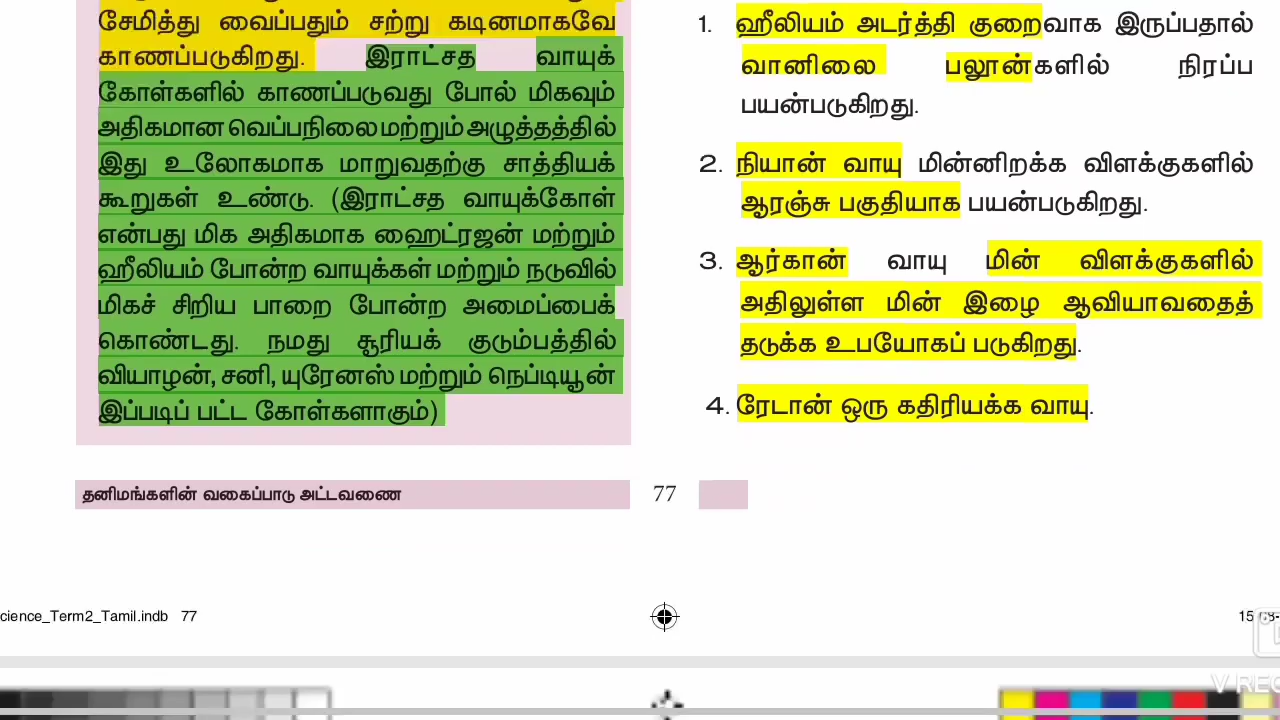 சேமித்து வைப்பதும் சற்று கடினமாகவே
காணப்படுகிறது. இராட்சத வாயுக்
கோள்களில் காணப்படுவது போல் மிகவும்
அதிகமான வெப்பநிலை மற்றும் அழுத்தத்தில்
இது உலோகமாக மாறுவதற்கு சாத்தியக்
கூறுகள் உண்டு. (இராட்சத வாயுக்கோள்
என்பது மிக அதிகமாக ஹைட்ரஜன் மற்றும்
ஹீலியம் போன்ற வாயுக்கள் மற்றும் நடுவில்
மிகச் சிறிய பாறை போன்ற அமைப்பைக்
கொண்டது. நமது சூரியக் குடும்பத்தில்
வியாழன், சனி, யுரேனஸ் மற்றும் நெப்டியூன்
இப்படிப் பட்ட கோள்களாகும்)
1. ஹீலியம் அடர்த்தி குறைவாக இருப்பதால்
வானிலை பலூன்களில் நிரப்ப
பயன்படுகிறது.
2. நியான் வாயு மின்னிறக்க விளக்குகளில்
ஆரஞ்சு பகுதியாக பயன்படுகிறது.
3. ஆர்கான் வாயு மின் விளக்குகளில்
அதிலுள்ள மின் இழை ஆவியாவதைத்
தடுக்க உபயோகப் படுகிறது.
4. ரேடான் ஒரு கதிரியக்க வாயு.
தனிமங்களின் வகைப்பாடு அட்டவணை 77
cience_Term2_Tamil.indb 77